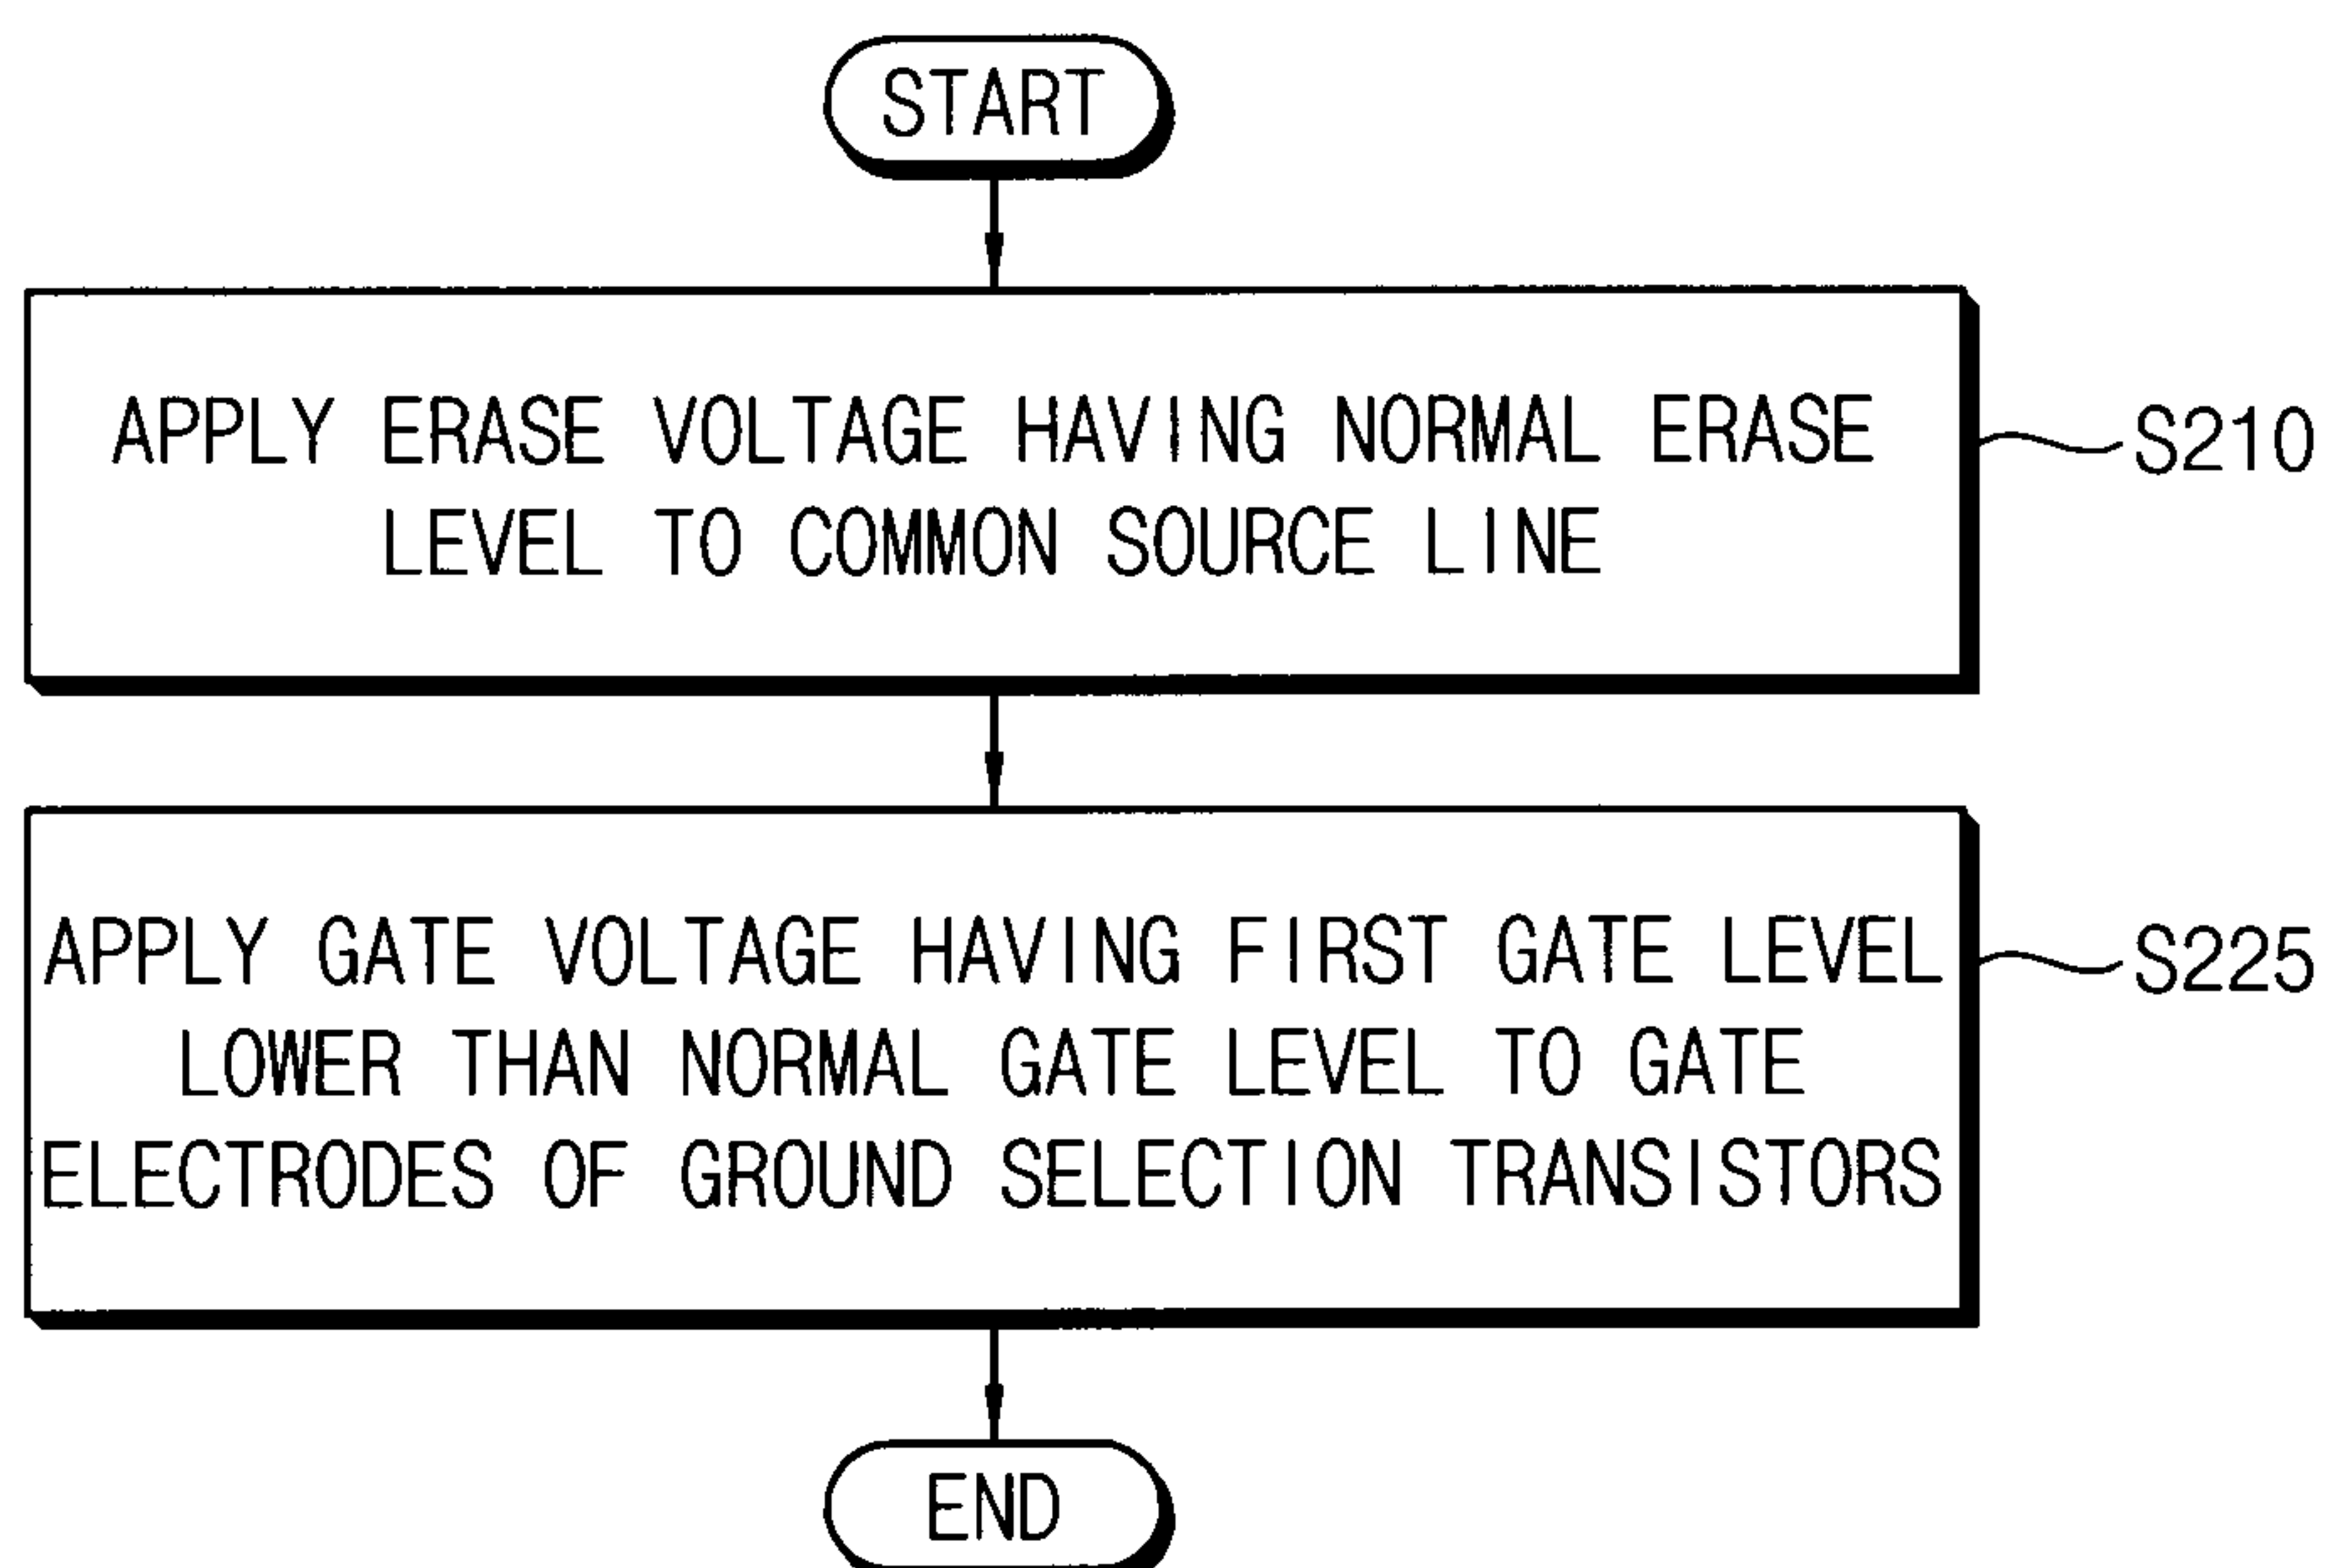 START
APPLY ERASE VOLTAGE HAVING NORMAL ERASE
LEVEL TO COMMON SOURCE LINE
S210
APPLY GATE VOLTAGE HAVING FIRST GATE LEVEL
LOWER THAN NORMAL GATE LEVEL TO GATE
ELECTRODES OF GROUND SELECTION TRANSISTORS
S225
END